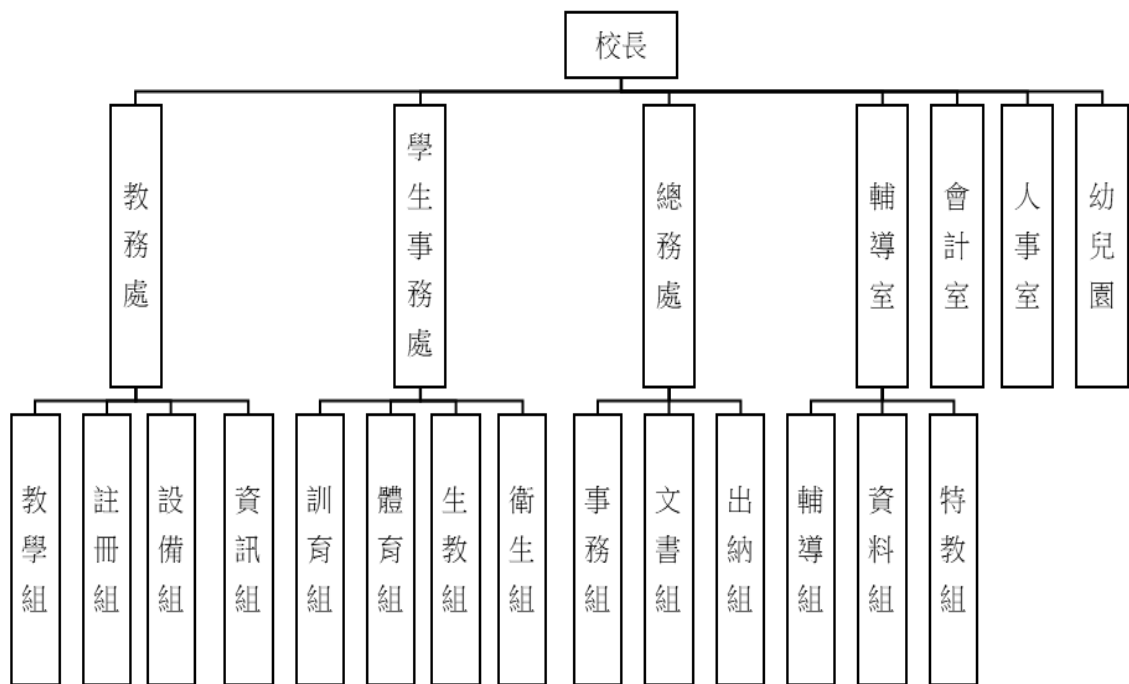 校長
教務處
學生事務處
總務處
輔導室
會計室
人事室
幼兒園
教學組
註冊組
設備組
資訊組
訓育組
體育組
生教組
衛生組
事務組
文書組
出納組
輔導組
資料組
特教組